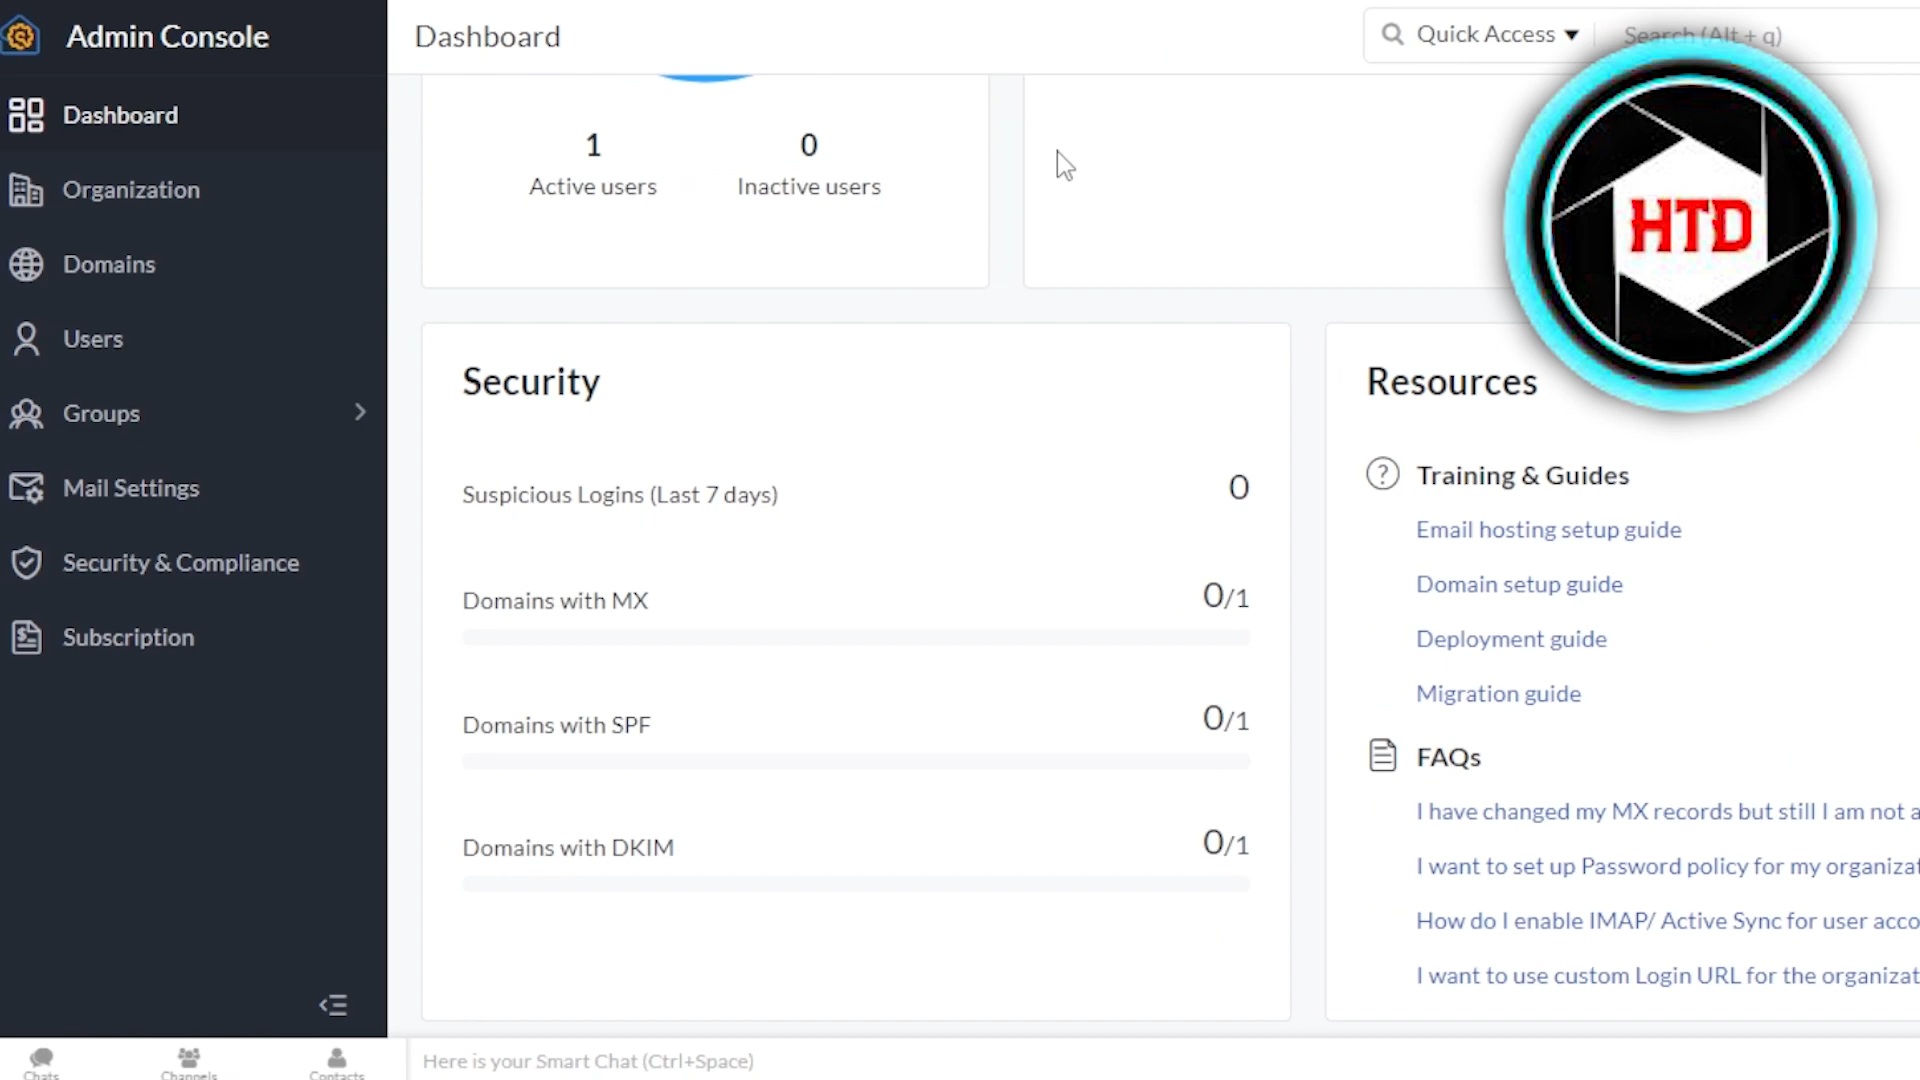 Admin Console
Dashboard
Quick Access
Search (Alt + q)
Dashboard
Organization
Domains
Users
Groups
Mail Settings
Security & Compliance
Subscription
1
Active users
0
Inactive users
HTD
Security
Suspicious Logins (Last 7 days)
0
Domains with MX
0/1
Domains with SPF
0/1
Domains with DKIM
0/1
Resources
Training & Guides
Email hosting setup guide
Domain setup guide
Deployment guide
Migration guide
FAQs
I have changed my MX records but still I am not a
I want to set up Password policy for my organizat
How do I enable IMAP/ Active Sync for user acco
I want to use custom Login URL for the organizat
Chats
Channels
Contacts
Here is your Smart Chat (Ctrl+Space)